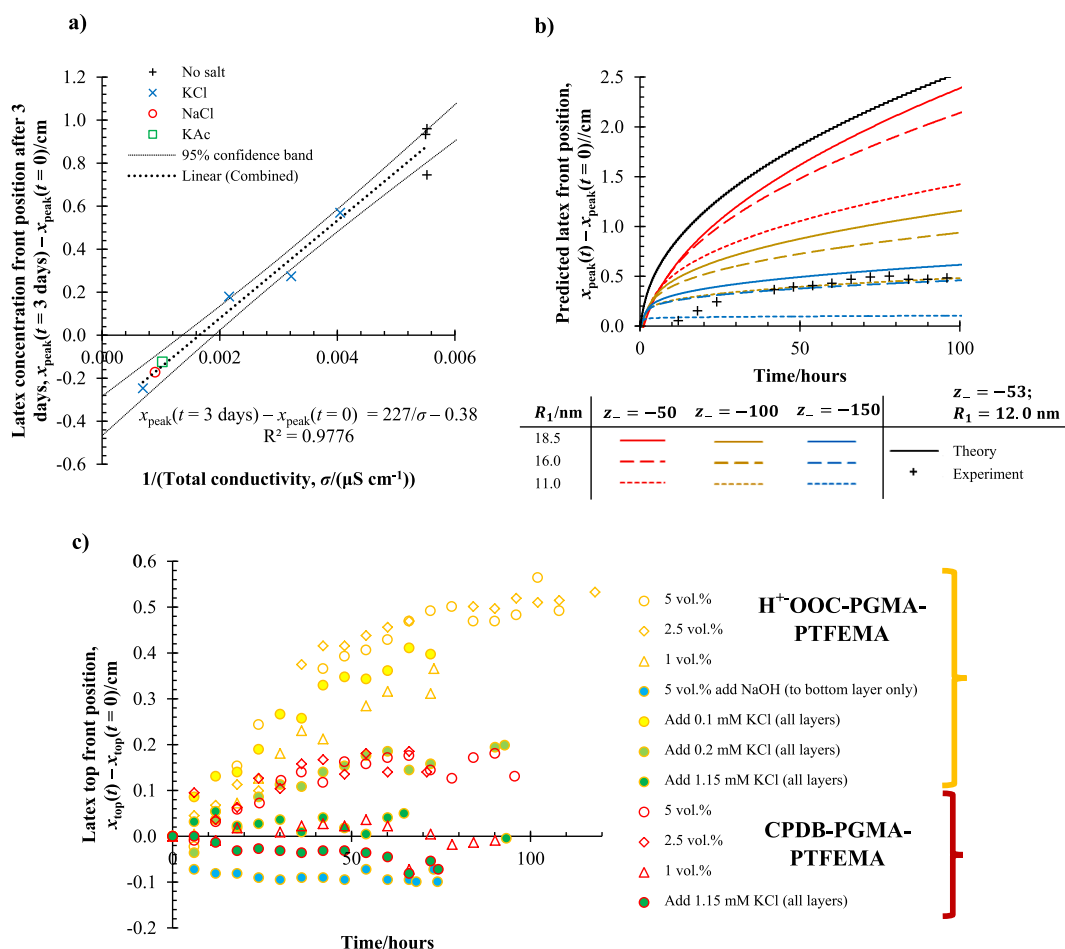 a)
No salt
KCl
NaCl
KAc
95% confidence band
Linear (Combined)
1.2
1.0
0.8
0.6
0.4
0.2
0.0
-0.2
-0.4
-0.6
0.000
0.002
0.004
0.006
Latex concentration front position after 3
days, x_peak(t = 3 days) − x_peak(t = 0)/cm
x_peak(t = 3 days) − x_peak(t = 0) = 227/σ − 0.38
R² = 0.9776
1/(Total conductivity, σ/(μS cm⁻¹))
b)
Predicted latex front position,
x_peak(t) − x_peak(t = 0)//cm
2.5
2.0
1.5
1.0
0.5
0.0
0
50
100
Time/hours
R₁/nm z₋ = −50 z₋ = −100 z₋ = −150 z₋ = −53;
R₁ = 12.0 nm
18.5
16.0
11.0
Theory
Experiment
c)
Latex top front position,
x_top(t) − x_top(t = 0)/cm
0.6
0.5
0.4
0.3
0.2
0.1
0.0
-0.1
-0.2
0
50
100
Time/hours
5 vol.%
2.5 vol.%
1 vol.%
5 vol.% add NaOH (to bottom layer only)
Add 0.1 mM KCl (all layers)
Add 0.2 mM KCl (all layers)
Add 1.15 mM KCl (all layers)
H⁺⁻OOC-PGMA-
PTFEMA
5 vol.%
2.5 vol.%
1 vol.%
Add 1.15 mM KCl (all layers)
CPDB-PGMA-
PTFEMA